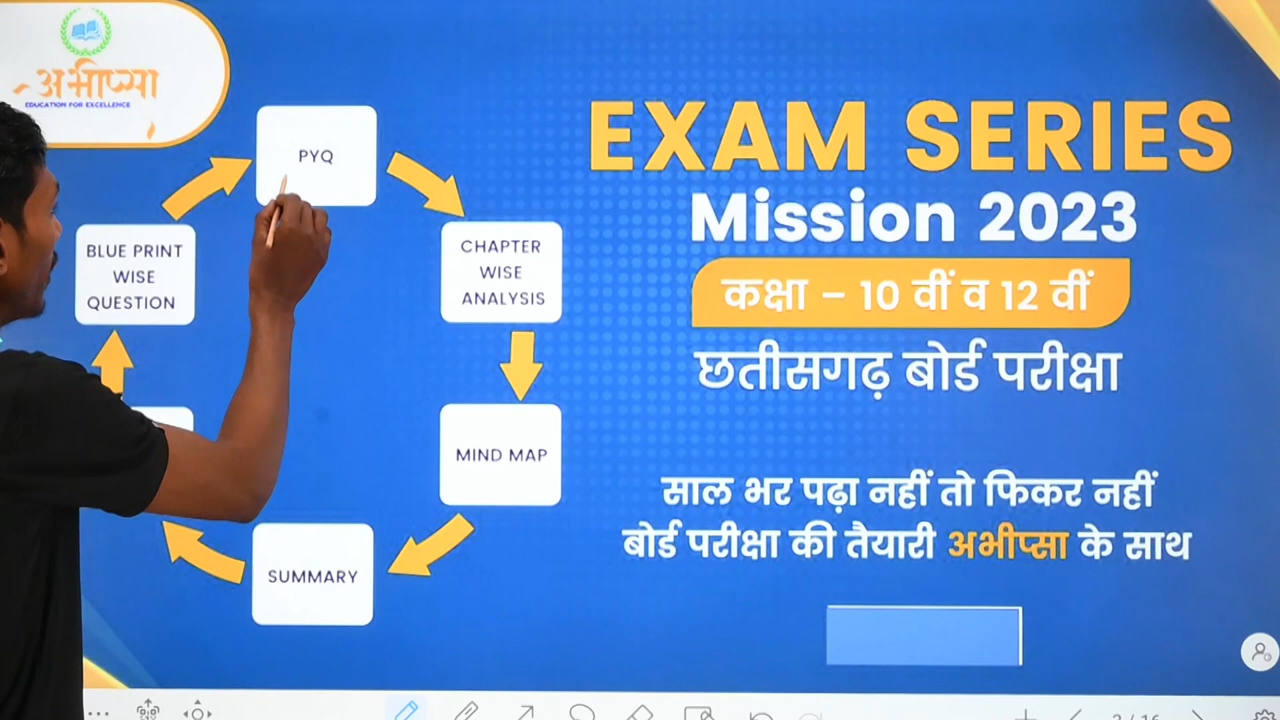 अभीप्सा
EDUCATION FOR EXCELLENCE
PYQ
CHAPTER
WISE
ANALYSIS
MIND MAP
SUMMARY
BLUE PRINT
WISE
QUESTION
EXAM SERIES
Mission 2023
कक्षा – 10 वीं व 12 वीं
छतीसगढ़ बोर्ड परीक्षा
साल भर पढ़ा नहीं तो फिकर नहीं
बोर्ड परीक्षा की तैयारी अभीप्सा के साथ